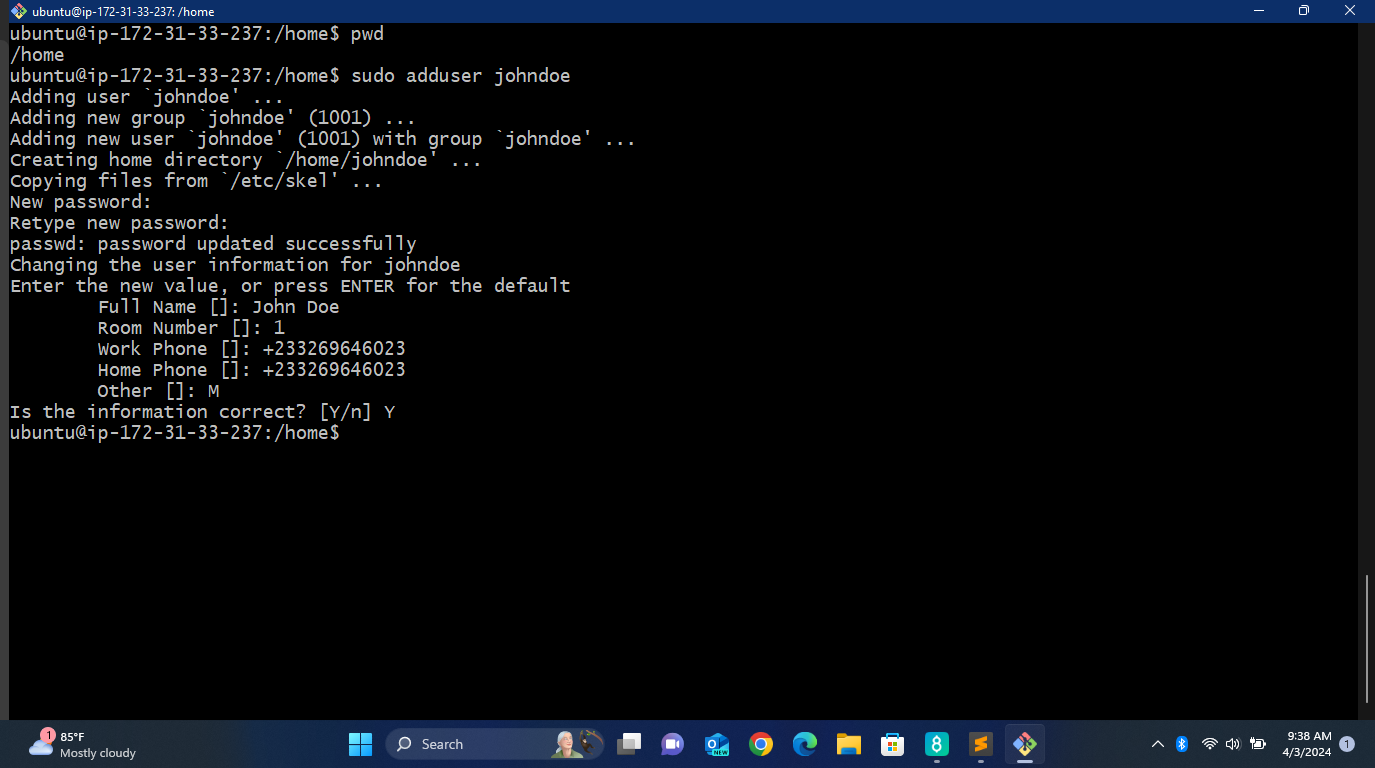 ubuntu@ip-172-31-33-237: /home
ubuntu@ip-172-31-33-237:/home$ pwd
/home
ubuntu@ip-172-31-33-237:/home$ sudo adduser johndoe
Adding user `johndoe' ...
Adding new group `johndoe' (1001) ...
Adding new user `johndoe' (1001) with group `johndoe' ...
Creating home directory `/home/johndoe' ...
Copying files from `/etc/skel' ...
New password:
Retype new password:
passwd: password updated successfully
Changing the user information for johndoe
Enter the new value, or press ENTER for the default
Full Name []: John Doe
Room Number []: 1
Work Phone []: +233269646023
Home Phone []: +233269646023
Other []: M
Is the information correct? [Y/n] Y
ubuntu@ip-172-31-33-237:/home$
1
85°F
Mostly cloudy
Search
NEW
8
9:38 AM
4/3/2024
1